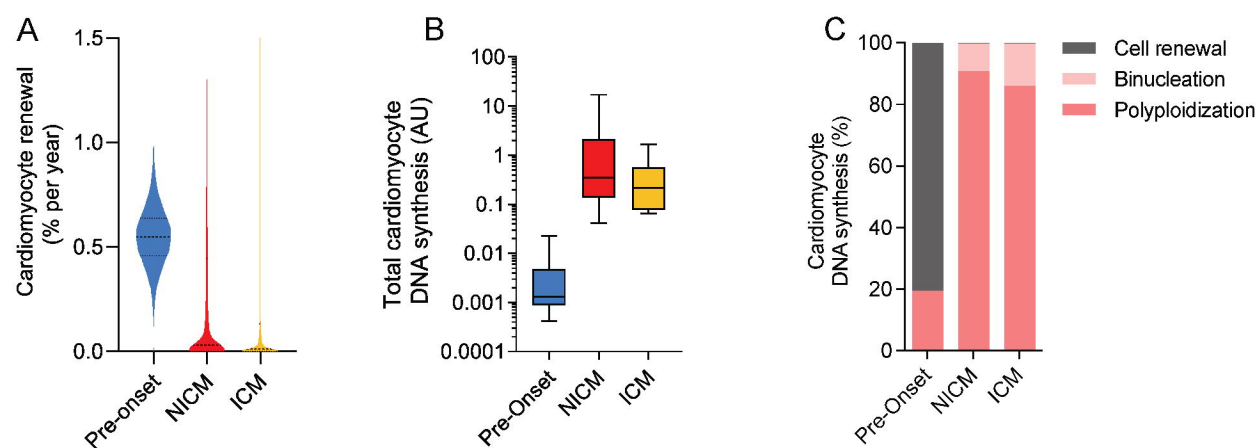 A
Cardiomyocyte renewal
(% per year)
1.5
1.0
0.5
0.0
Pre-onset
NICM
ICM
B
Total cardiomyocyte
DNA synthesis (AU)
100
10
1
0.1
0.01
0.001
0.0001
Pre-Onset
NICM
ICM
C
Cardiomyocyte
DNA synthesis (%)
100
80
60
40
20
0
Pre-Onset
NICM
ICM
Cell renewal
Binucleation
Polyploidization